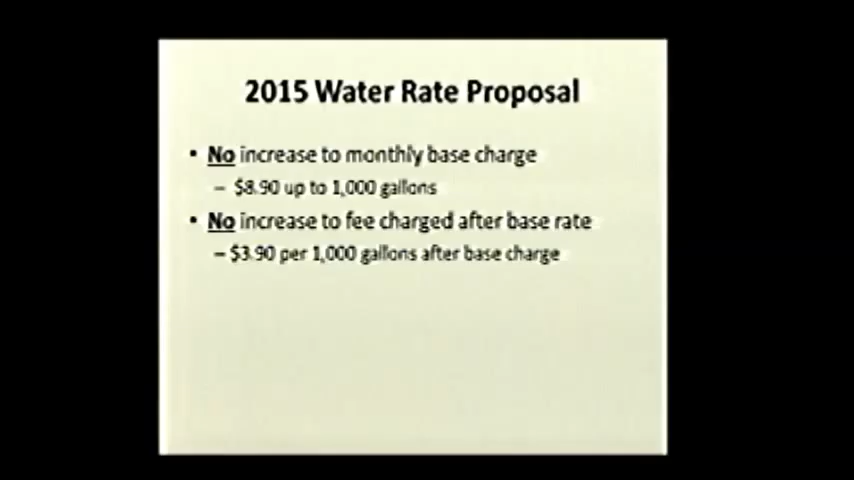 2015 Water Rate Proposal
• No increase to monthly base charge
– $8.90 up to 1,000 gallons
• No increase to fee charged after base rate
– $3.90 per 1,000 gallons after base charge